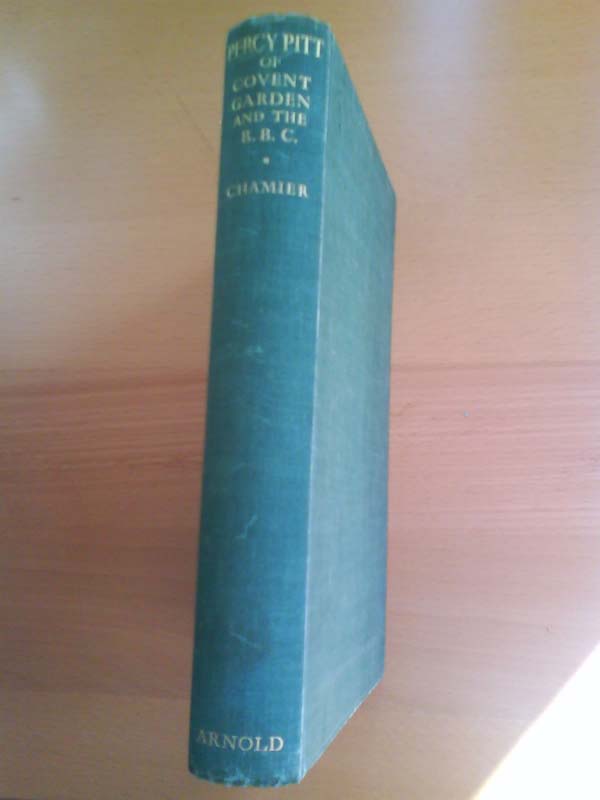 PERCY PITT
OF
COVENT
GARDEN
AND THE
B. B. C.
CHAMIER
ARNOLD